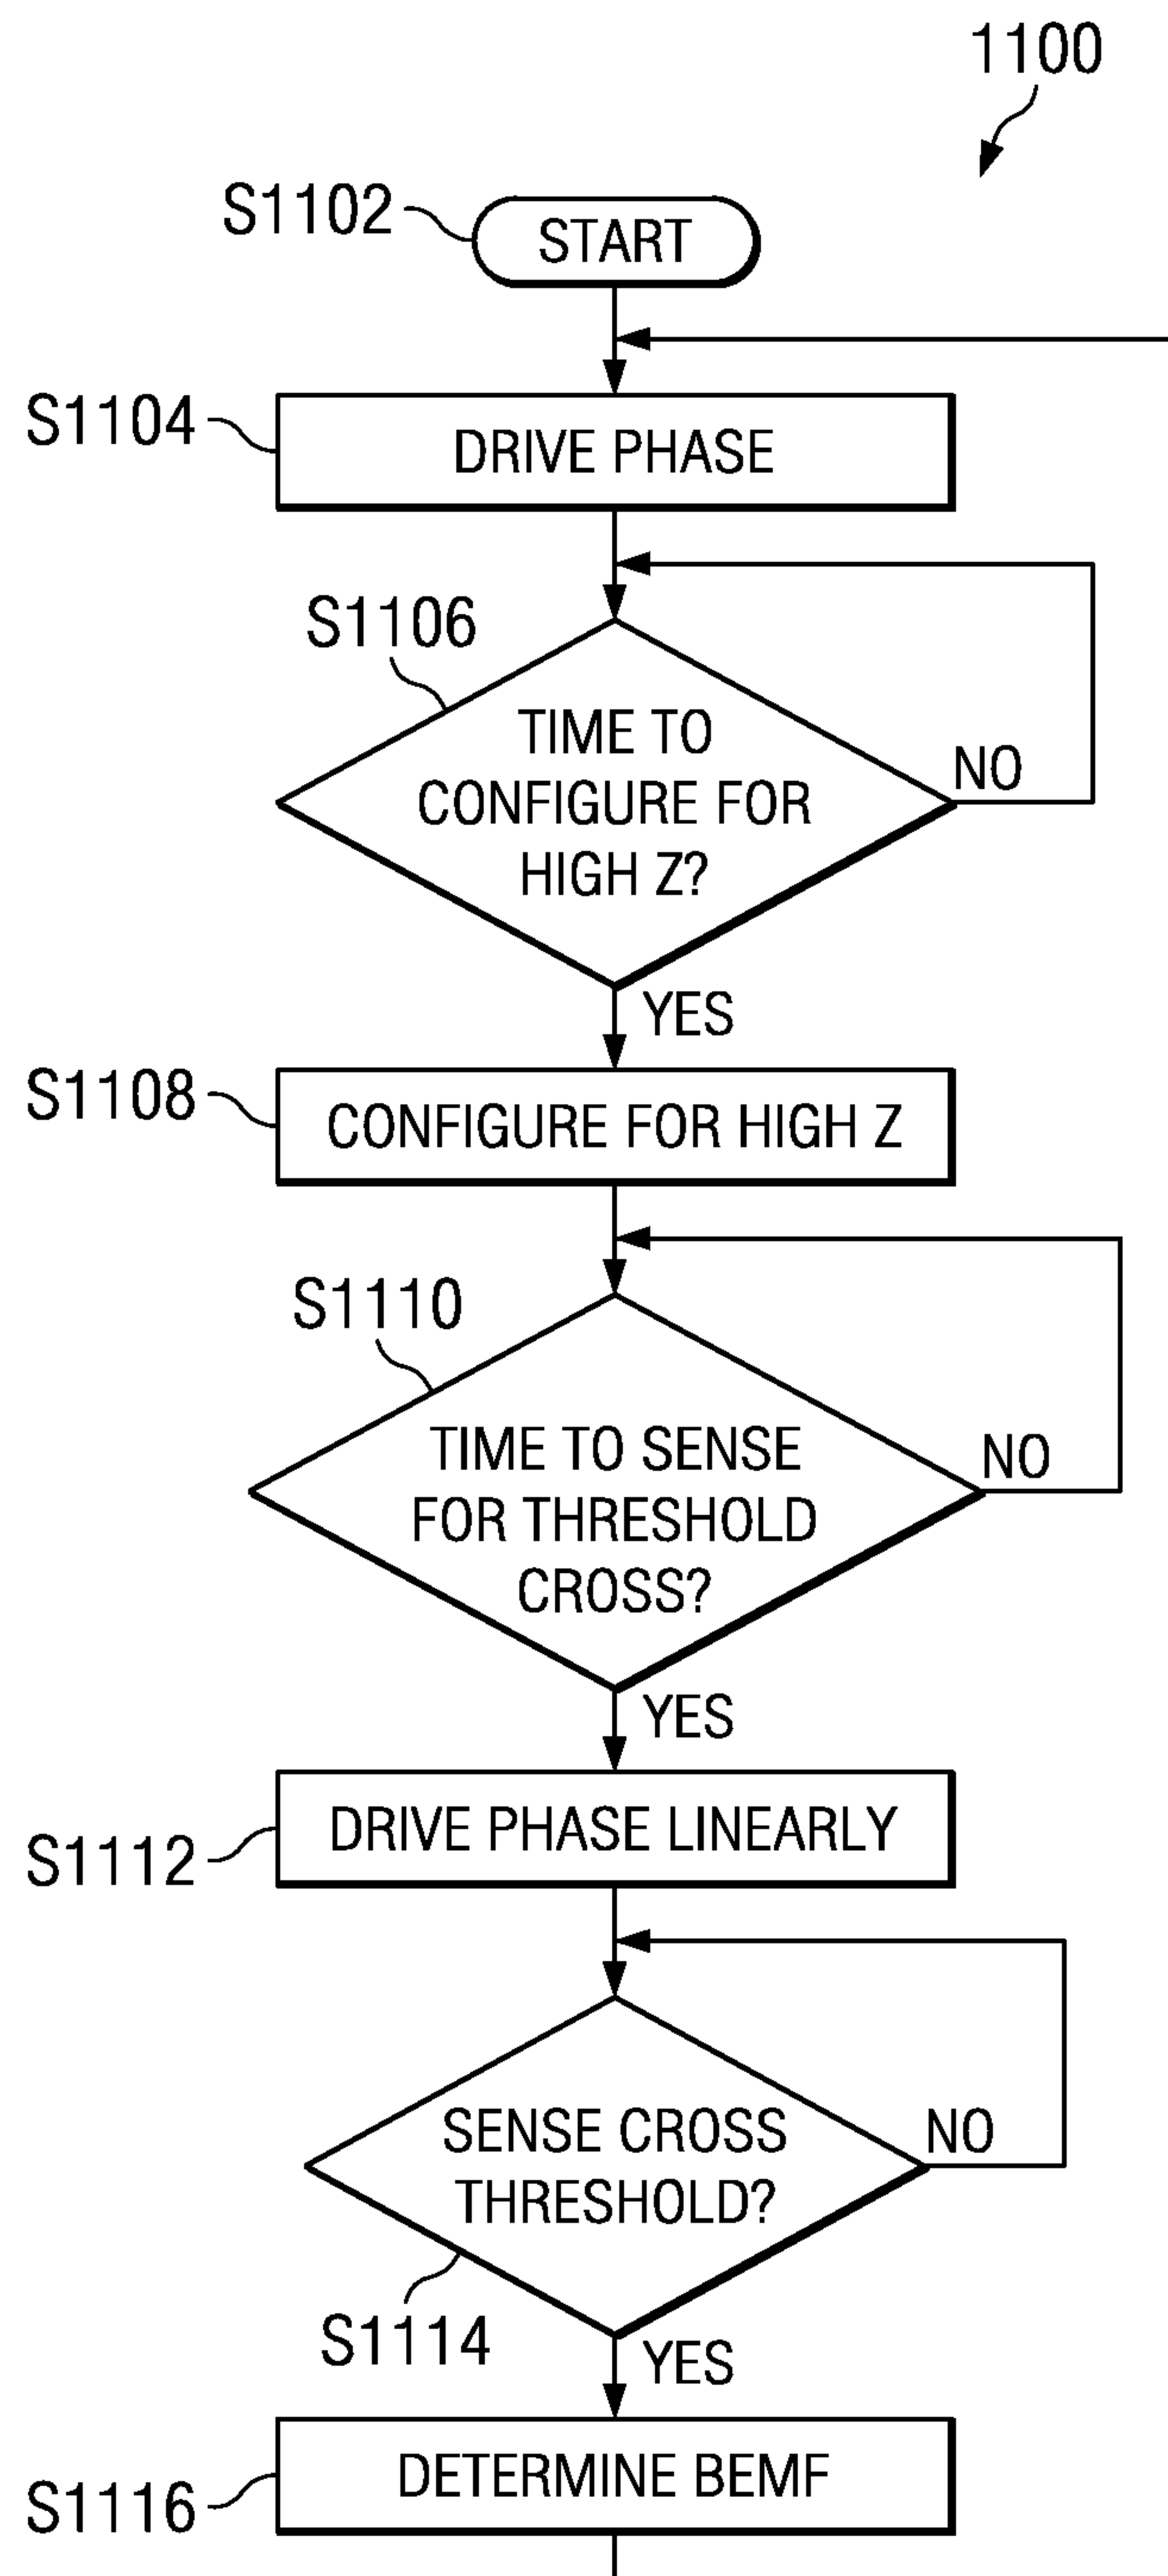 1100
S1102
START
S1104
DRIVE PHASE
S1106
TIME TO
CONFIGURE FOR
HIGH Z?
NO
YES
S1108
CONFIGURE FOR HIGH Z
S1110
TIME TO SENSE
FOR THRESHOLD
CROSS?
NO
YES
DRIVE PHASE LINEARLY
S1112
SENSE CROSS
THRESHOLD?
NO
S1114
YES
DETERMINE BEMF
S1116